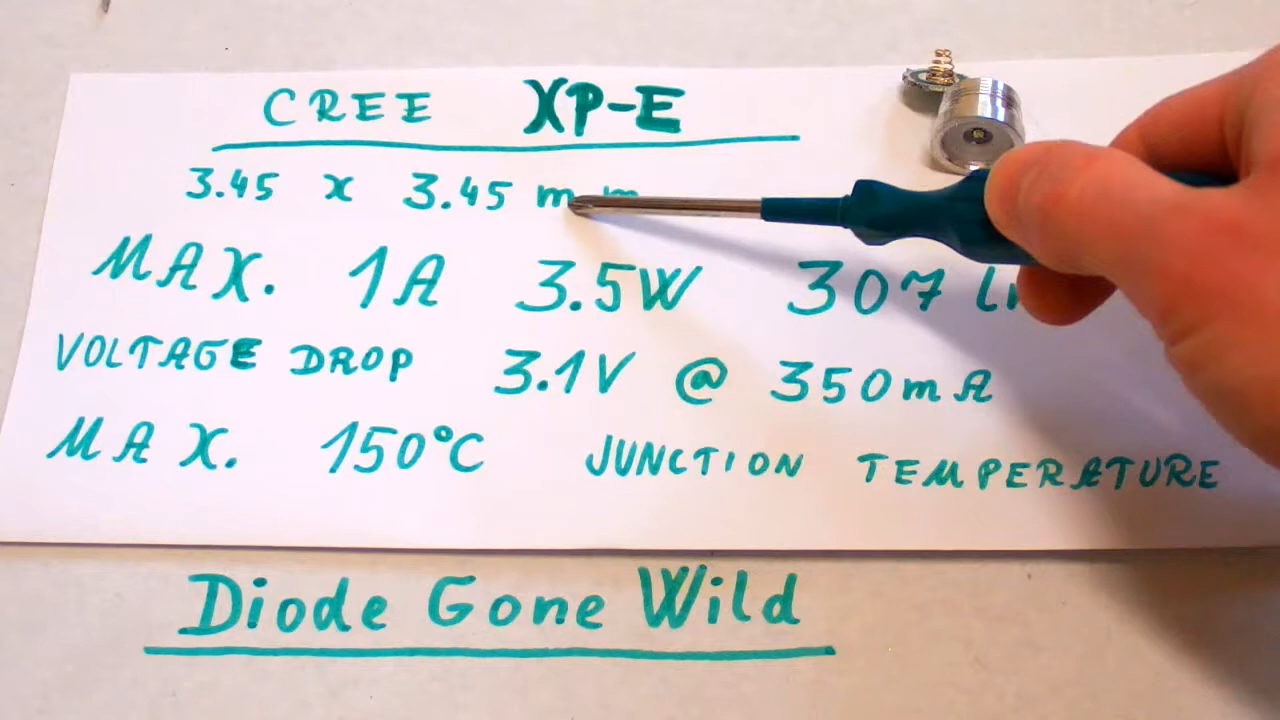 CREE XP-E
3.45 x 3.45 mm
MAX. 1A 3.5W 307
VOLTAGE DROP 3.1V @ 350mA
MAX. 150°C JUNCTION TEMPERATURE
Diode Gone Wild